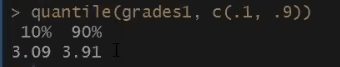 > quantile(grades1, c(.1, .9))
10% 90%
3.09 3.91